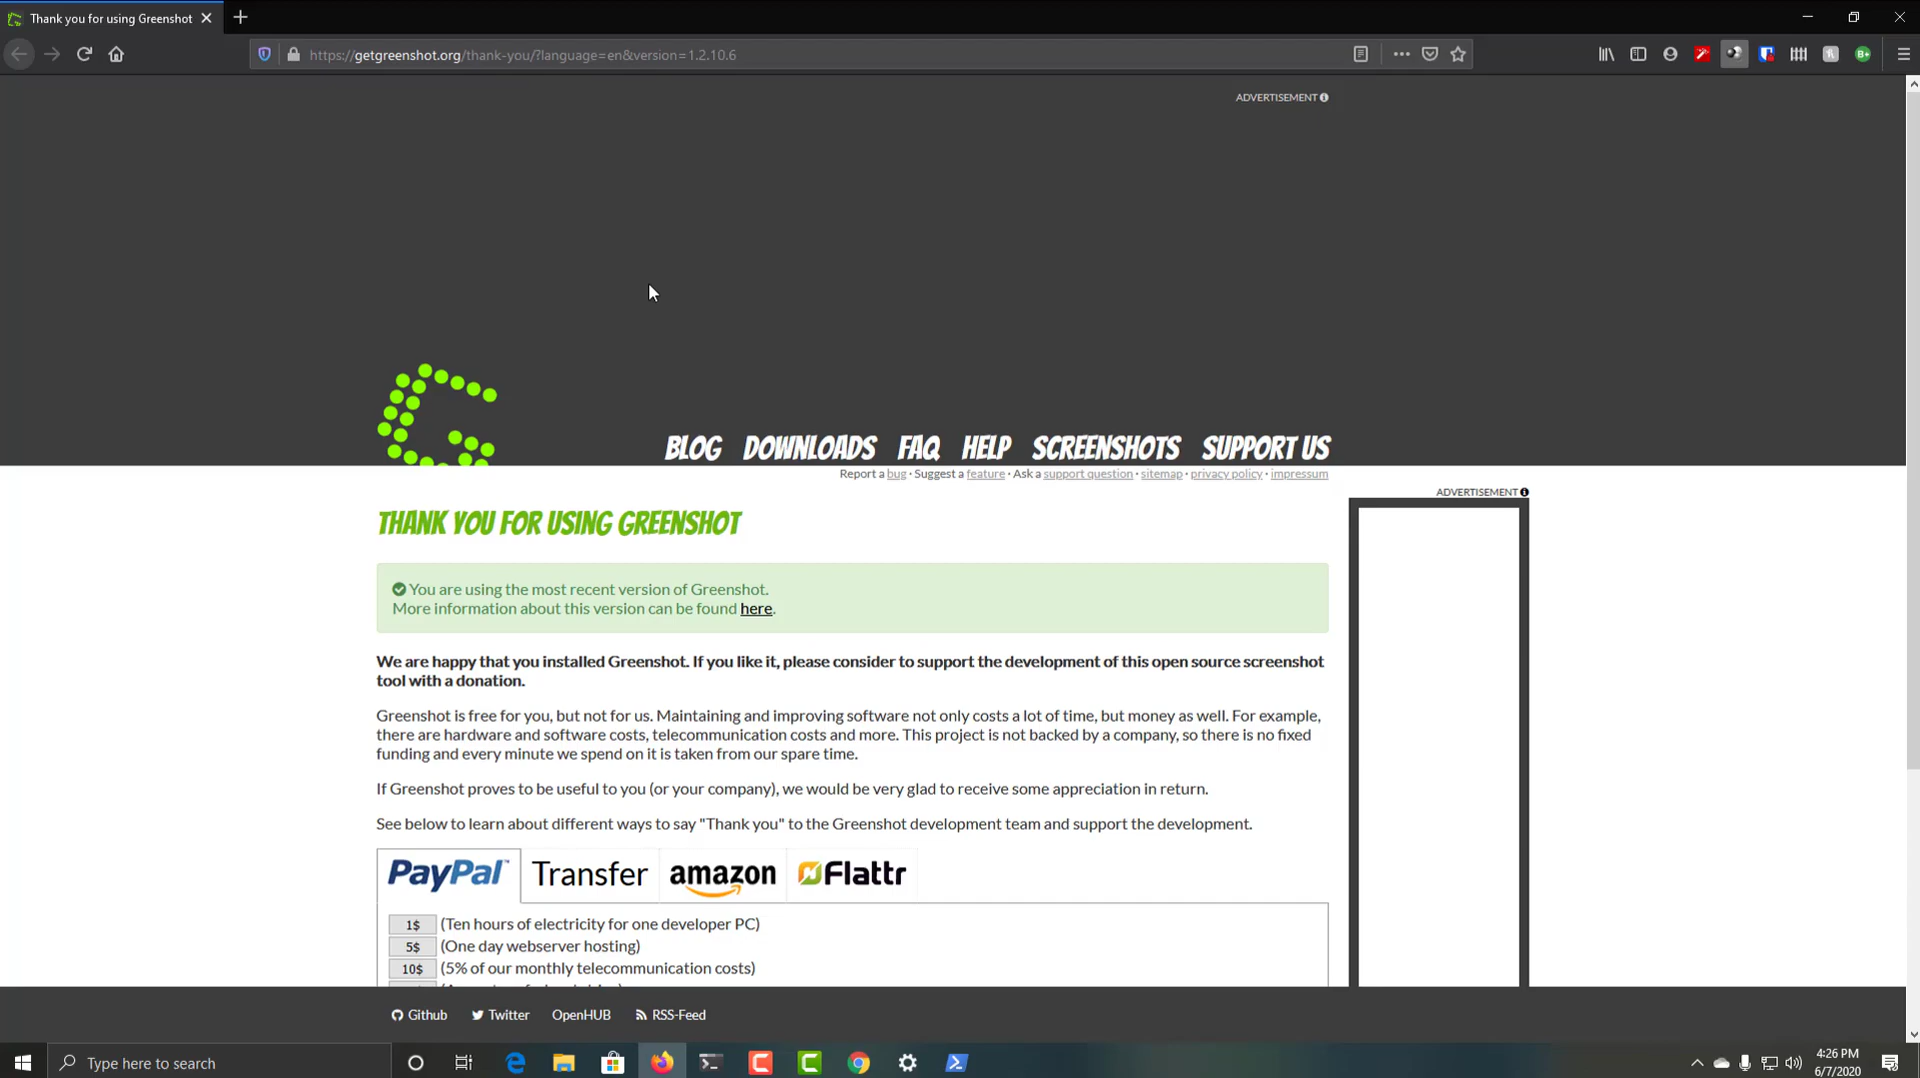 Thank you for using Greenshot
https://getgreenshot.org/thank-you/?language=en&version=1.2.10.6
ADVERTISEMENT
BLOG DOWNLOADS FAQ HELP SCREENSHOTS SUPPORT US
Report a bug · Suggest a feature · Ask a support question · sitemap · privacy policy · impressum
ADVERTISEMENT
THANK YOU FOR USING GREENSHOT
You are using the most recent version of Greenshot.
More information about this version can be found here.
We are happy that you installed Greenshot. If you like it, please consider to support the development of this open source screenshot
tool with a donation.
Greenshot is free for you, but not for us. Maintaining and improving software not only costs a lot of time, but money as well. For example,
there are hardware and software costs, telecommunication costs and more. This project is not backed by a company, so there is no fixed
funding and every minute we spend on it is taken from our spare time.
If Greenshot proves to be useful to you (or your company), we would be very glad to receive some appreciation in return.
See below to learn about different ways to say "Thank you" to the Greenshot development team and support the development.
PayPal™ Transfer amazon Flattr
1$ (Ten hours of electricity for one developer PC)
5$ (One day webserver hosting)
10$ (5% of our monthly telecommunication costs)
Github Twitter OpenHUB RSS-Feed
Type here to search
4:26 PM
6/7/2020